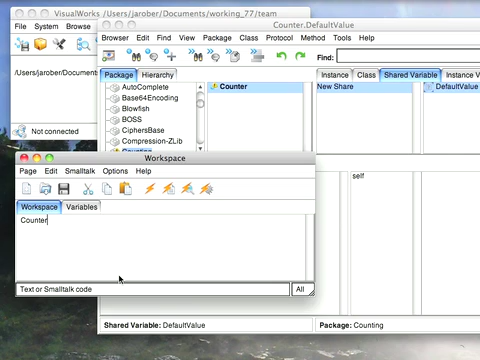 VisualWorks /Users/jarober/Documents/working_77/team
File System Browse
/Users/jarober/Documents
Not connected
Counter.DefaultValue
Browser Edit Find View Package Class Protocol Method Tools Help
Find:
Package Hierarchy
AutoComplete
Base64Encoding
Blowfish
BOSS
CiphersBase
Compression-ZLib
Counting
Counter
Instance Class Shared Variable Instance V
New Share
DefaultValue
self
Shared Variable: DefaultValue
Package: Counting
Workspace
Page Edit Smalltalk Options Help
Workspace Variables
Counter
Text or Smalltalk code
All